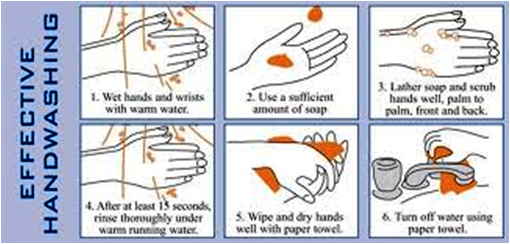 EFFECTIVE
HANDWASHING
1. Wet hands and wrists
with warm water.
2. Use a sufficient
amount of soap
3. Lather soap and scrub
hands well, palm to
palm, front and back.
4. After at least 15 seconds,
rinse thoroughly under
warm running water.
5. Wipe and dry hands
well with paper towel.
6. Turn off water using
paper towel.